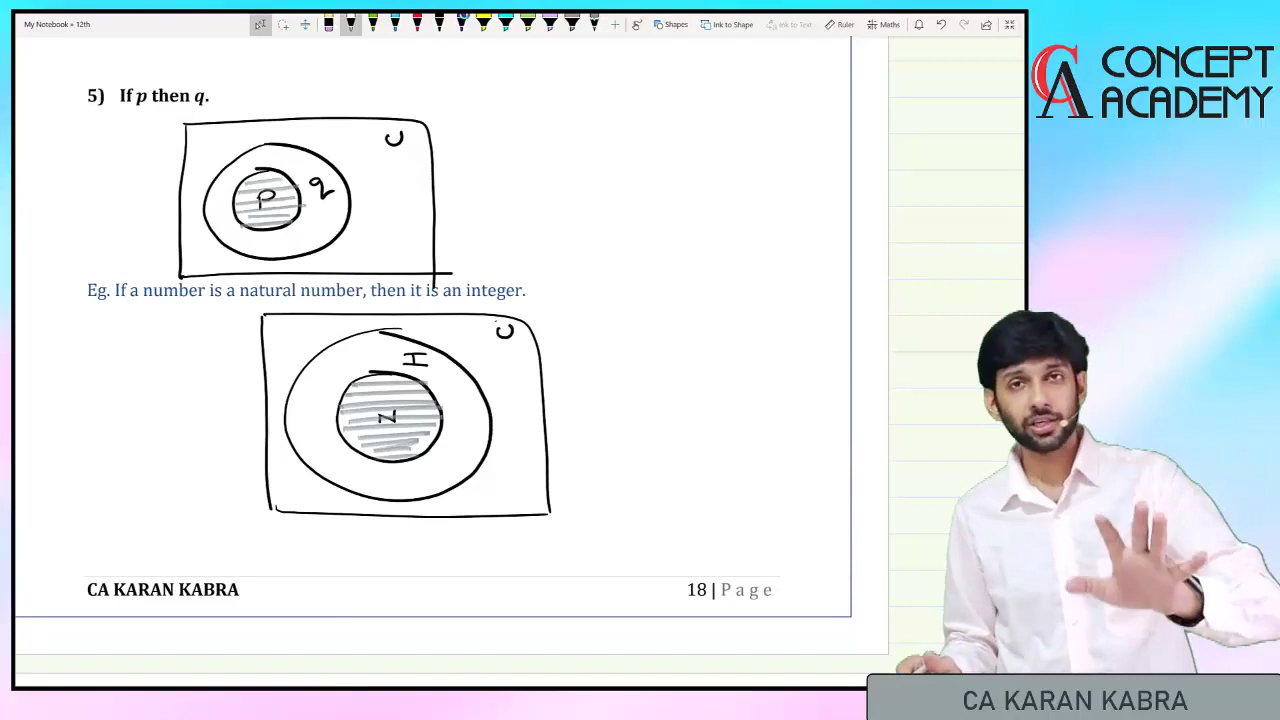 My Notebook » 12th
Shapes
Ink to Shape
Ink to Text
Ruler
Maths
CONCEPT
ACADEMY
5) If p then q.
U
P
q
Eg. If a number is a natural number, then it is an integer.
U
I
N
CA KARAN KABRA
18 | Page
CA KARAN KABRA